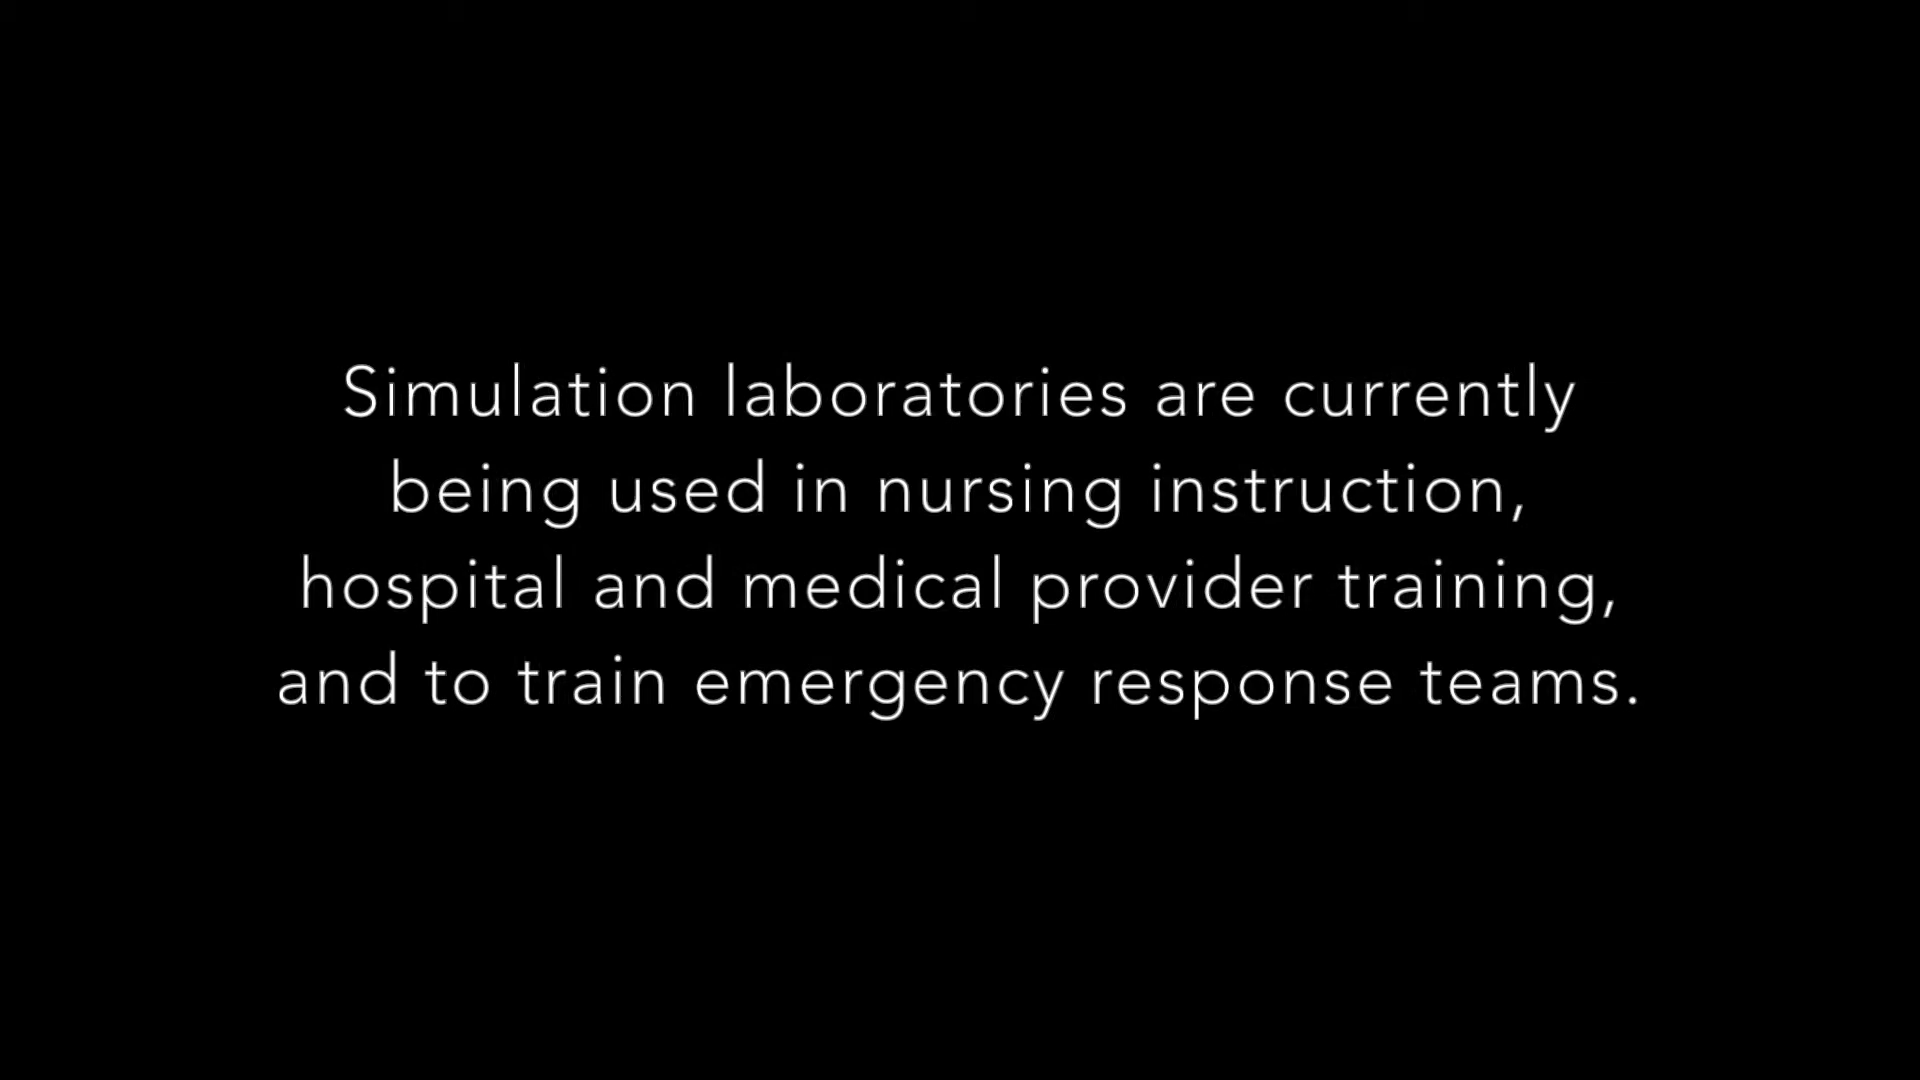 Simulation laboratories are currently
being used in nursing instruction,
hospital and medical provider training,
and to train emergency response teams.